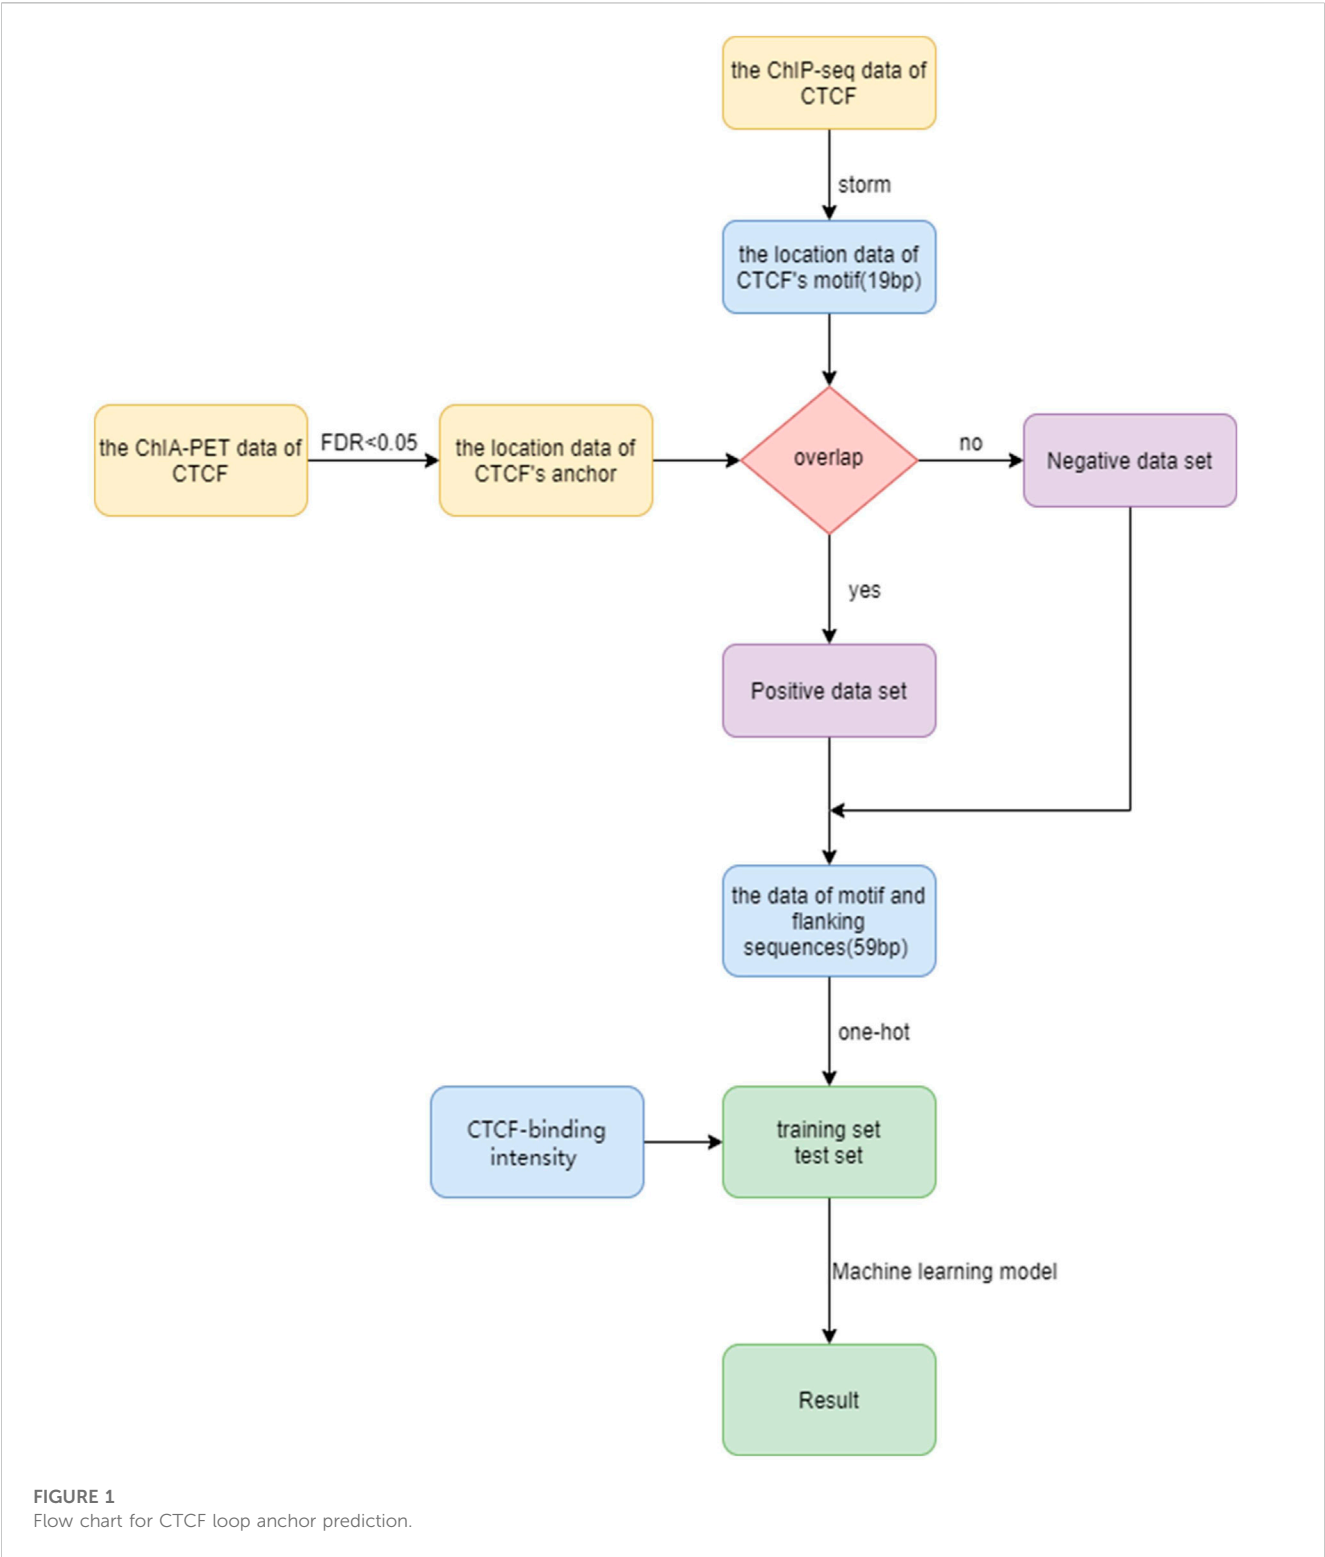 the ChIP-seq data of
CTCF
storm
the location data of
CTCF's motif(19bp)
the ChIA-PET data of
CTCF
FDR<0.05
the location data of
CTCF's anchor
overlap
no
Negative data set
yes
Positive data set
the data of motif and
flanking
sequences(59bp)
one-hot
CTCF-binding
intensity
training set
test set
Machine learning model
Result
FIGURE 1
Flow chart for CTCF loop anchor prediction.